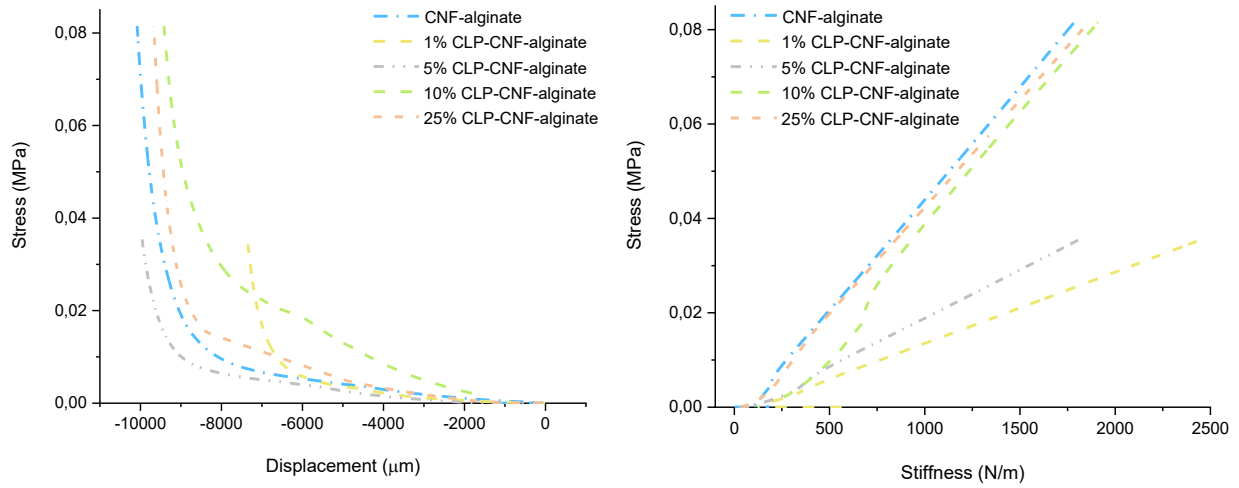 CNF-alginate
1% CLP-CNF-alginate
5% CLP-CNF-alginate
10% CLP-CNF-alginate
25% CLP-CNF-alginate
0,08
0,06
0,04
0,02
0,00
Stress (MPa)
-10000 -8000 -6000 -4000 -2000 0
Displacement (μm)
CNF-alginate
1% CLP-CNF-alginate
5% CLP-CNF-alginate
10% CLP-CNF-alginate
25% CLP-CNF-alginate
0,08
0,06
0,04
0,02
0,00
Stress (MPa)
0 500 1000 1500 2000 2500
Stiffness (N/m)